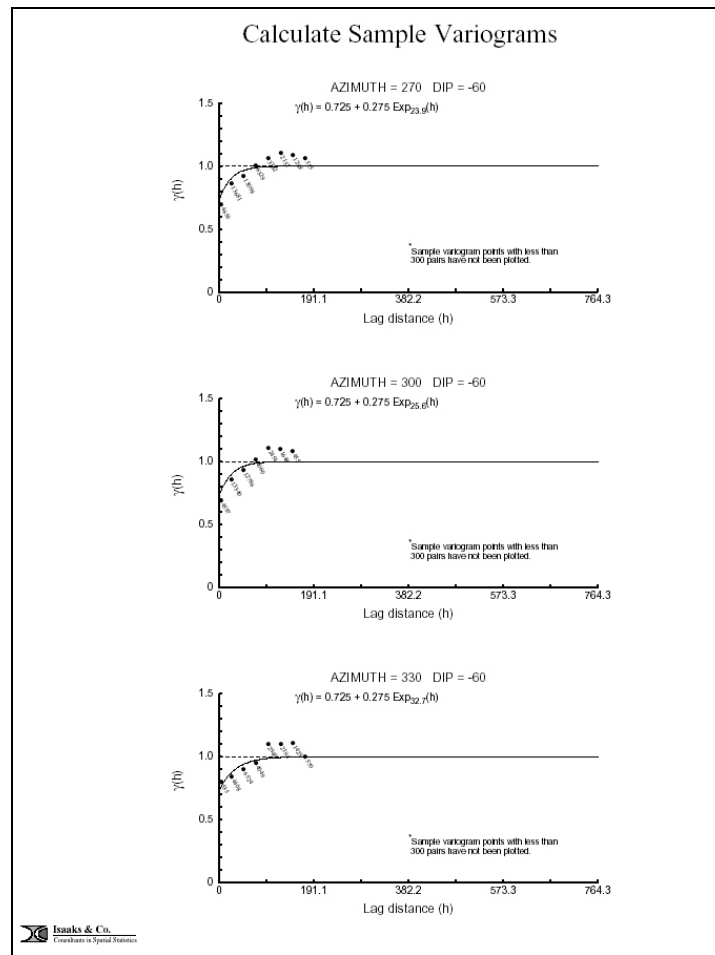 Calculate Sample Variograms
AZIMUTH = 270 DIP = -60
γ(h) = 0.725 + 0.275 Exp23.9(h)
1.5
1.0
0.5
0
γ(h)
*Sample variogram points with less than
300 pairs have not been plotted.
0 191.1 382.2 573.3 764.3
Lag distance (h)
AZIMUTH = 300 DIP = -60
γ(h) = 0.725 + 0.275 Exp25.6(h)
1.5
1.0
0.5
0
γ(h)
*Sample variogram points with less than
300 pairs have not been plotted.
0 191.1 382.2 573.3 764.3
Lag distance (h)
AZIMUTH = 330 DIP = -60
γ(h) = 0.725 + 0.275 Exp32.7(h)
1.5
1.0
0.5
0
γ(h)
*Sample variogram points with less than
300 pairs have not been plotted.
0 191.1 382.2 573.3 764.3
Lag distance (h)
Isaaks & Co.
Consultants in Spatial Statistics